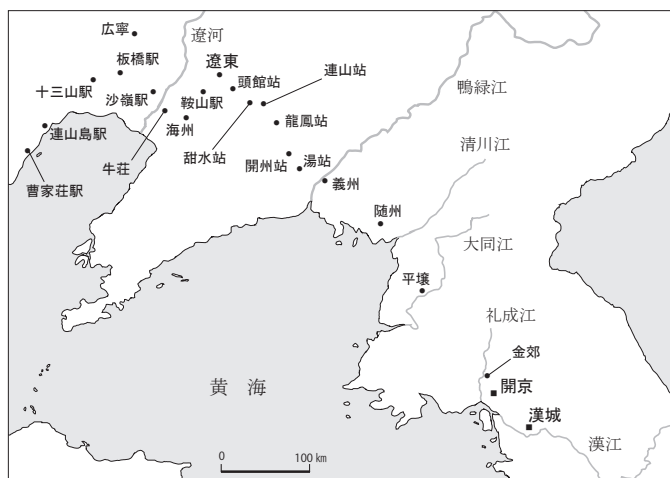 広寧
遼河
板橋駅
遼東
連山站
十三山駅
頭館站
沙嶺駅
鞍山駅
鴨緑江
連山島駅
海州
龍鳳站
牛荘
甜水站
清川江
開州站
湯站
曹家荘駅
義州
随州
大同江
平壌
礼成江
金郊
黄海
開京
漢城
漢江
0 100 km